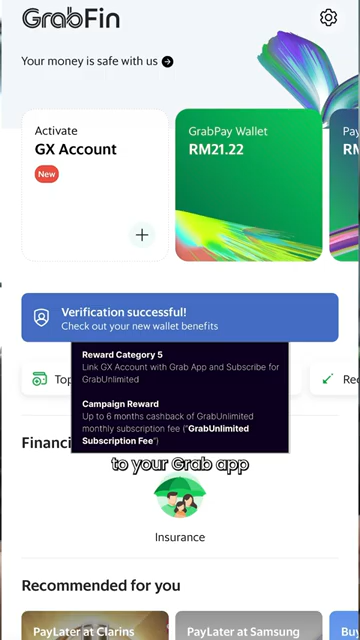 GrabFin
Your money is safe with us
Activate
GX Account
New
GrabPay Wallet
RM21.22
Verification successful!
Check out your new wallet benefits
Reward Category 5
Link GX Account with Grab App and Subscribe for
GrabUnlimited
Campaign Reward
Up to 6 months cashback of GrabUnlimited
monthly subscription fee ("GrabUnlimited
Subscription Fee")
to your Grab app
Insurance
Recommended for you
PayLater at Clarins
PayLater at Samsung